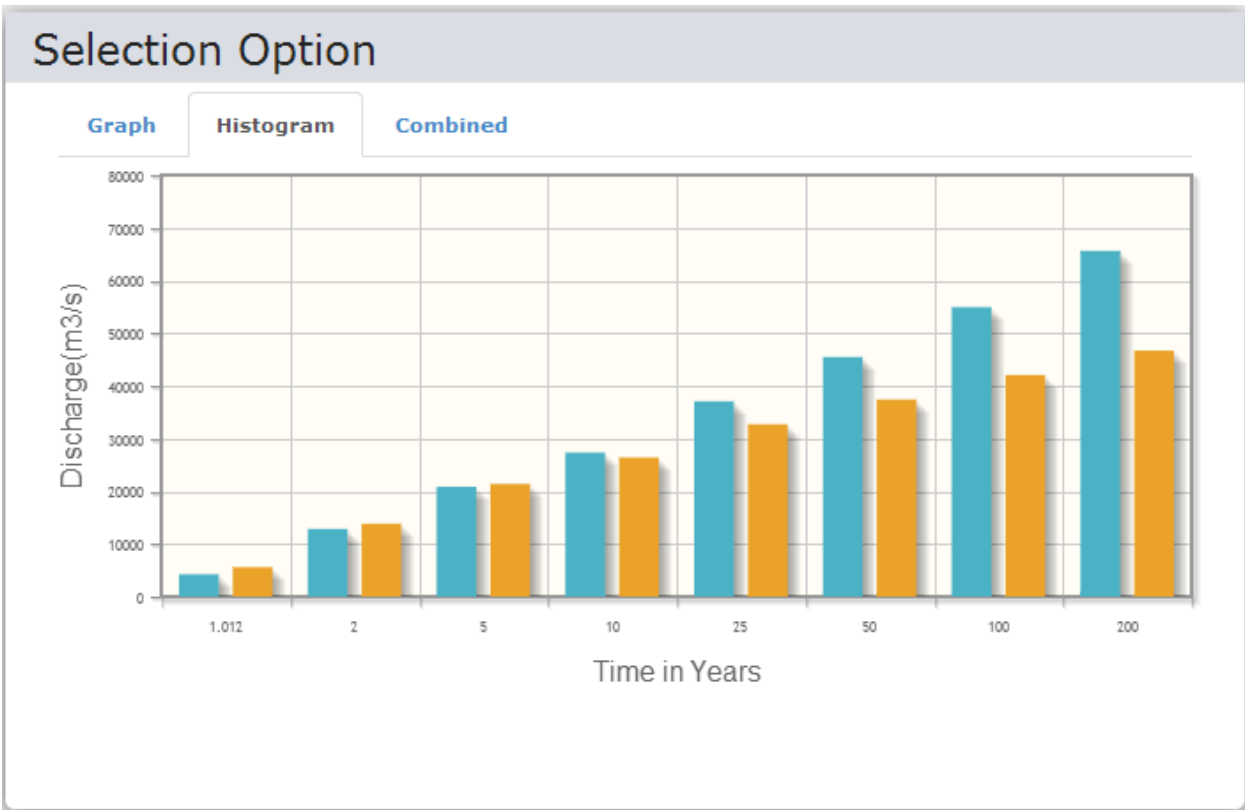 Selection Option
Graph Histogram Combined
80000
70000
60000
50000
40000
30000
20000
10000
0
Discharge(m3/s)
1.012 2 5 10 25 50 100 200
Time in Years